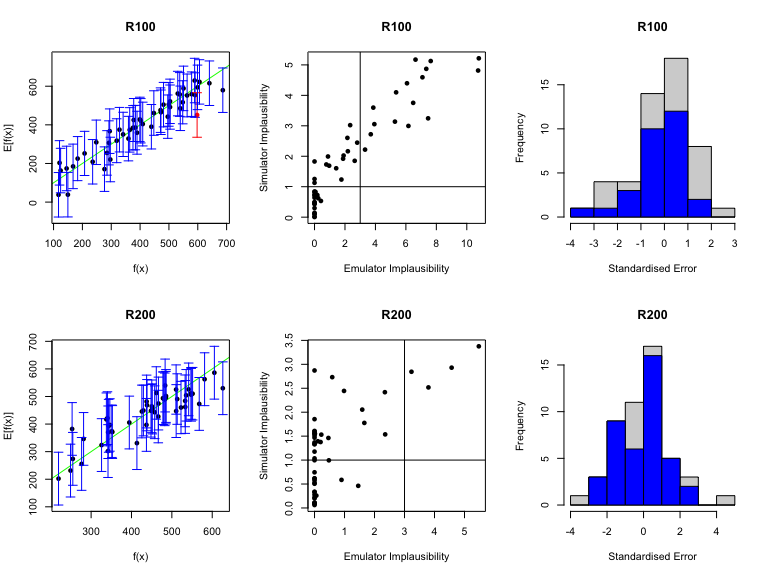 R100
E[f(x)]
0 200 400 600
100 200 300 400 500 600 700
f(x)
R100
Simulator Implausibility
0 1 2 3 4 5
0 2 4 6 8 10
Emulator Implausibility
R100
Frequency
0 5 10 15
-4 -3 -2 -1 0 1 2 3
Standardised Error
R200
E[f(x)]
100 200 300 400 500 600 700
300 400 500 600
f(x)
R200
Simulator Implausibility
0.0 0.5 1.0 1.5 2.0 2.5 3.0 3.5
0 1 2 3 4 5
Emulator Implausibility
R200
Frequency
0 5 10 15
-4 -2 0 2 4
Standardised Error